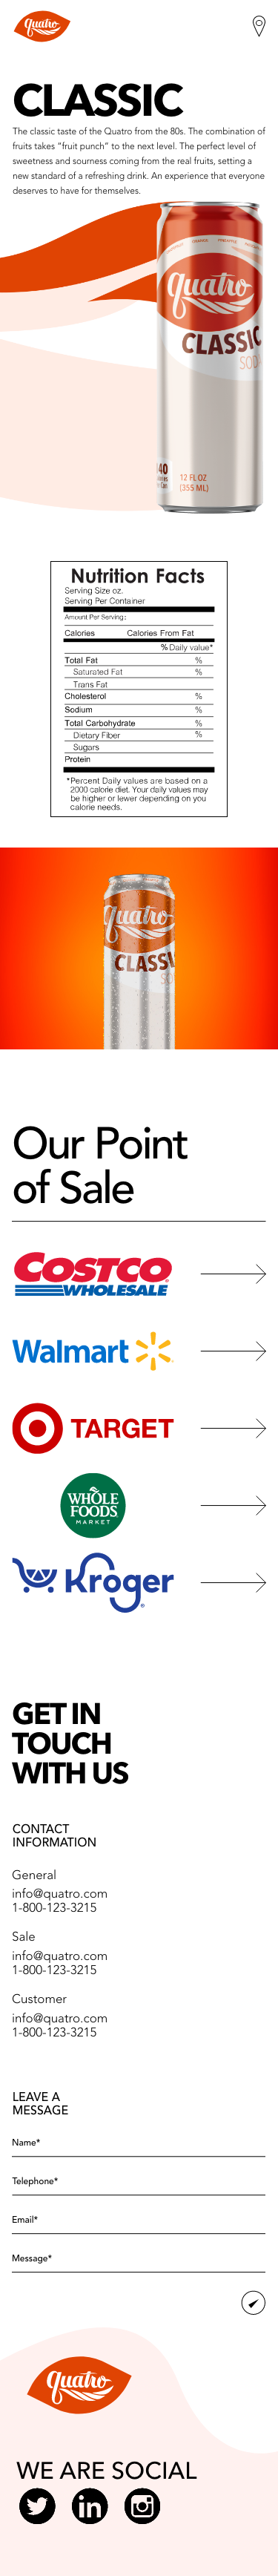 Quatro
CLASSIC
The classic taste of the Quatro from the 80s. The combination of
fruits takes “fruit punch” to the next level. The perfect level of
sweetness and sourness coming from the real fruits, setting a
new standard of a refreshing drink. An experience that everyone
deserves to have for themselves.
Quatro
CLASSIC
SODA
140
12 FL OZ
(355 ML)
Nutrition Facts
Serving Size oz.
Serving Per Container
Amount Per Serving:
Calories Calories From Fat
% Daily value*
Total Fat %
Saturated Fat %
Trans Fat
Cholesterol %
Sodium %
Total Carbohydrate %
Dietary Fiber %
Sugars
Protein
*Percent Daily values are based on a
2000 calorie diet. Your daily values may
be higher or lower depending on you
calorie needs.
Quatro
CLASSI
SO
Our Point
of Sale
COSTCO
WHOLESALE
Walmart
TARGET
WHOLE
FOODS
MARKET
Kroger
GET IN
TOUCH
WITH US
CONTACT
INFORMATION
General
info@quatro.com
1-800-123-3215
Sale
info@quatro.com
1-800-123-3215
Customer
info@quatro.com
1-800-123-3215
LEAVE A
MESSAGE
Name*
Telephone*
Email*
Message*
Quatro
WE ARE SOCIAL
in